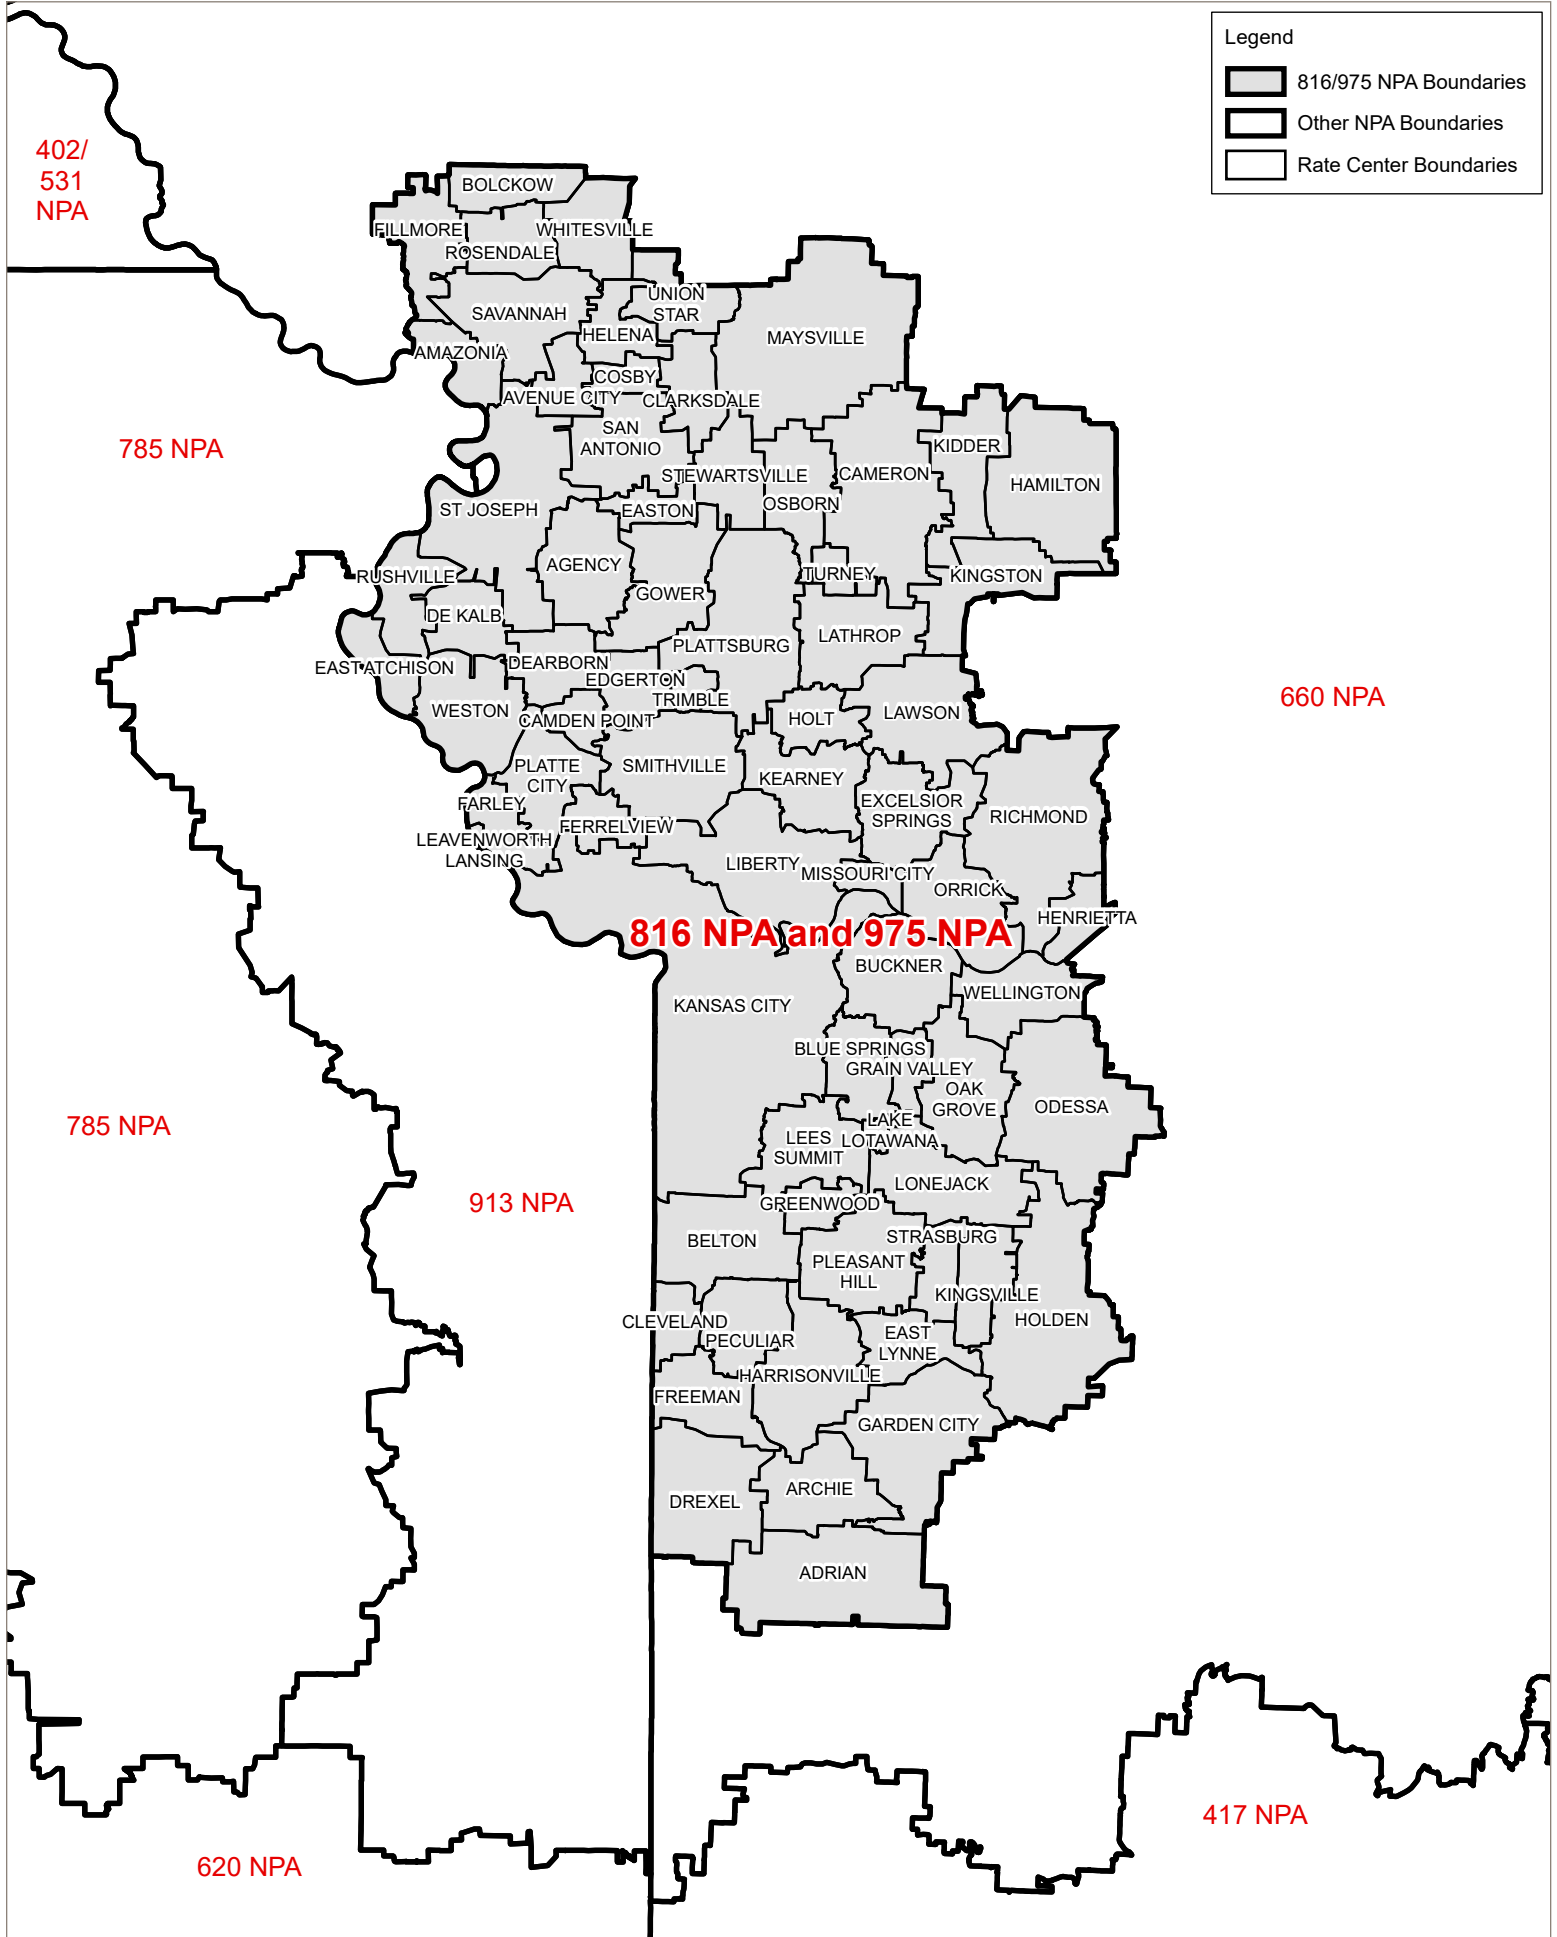 Legend
816/975 NPA Boundaries
Other NPA Boundaries
Rate Center Boundaries
402/
531
NPA
BOLCKOW
FILLMORE
WHITESVILLE
ROSENDALE
UNION
STAR
SAVANNAH
HELENA
MAYSVILLE
AMAZONIA
COSBY
AVENUE CITY
CLARKSDALE
SAN
ANTONIO
785 NPA
KIDDER
STEWARTSVILLE
CAMERON
HAMILTON
OSBORN
ST JOSEPH
EASTON
AGENCY
TURNEY
RUSHVILLE
KINGSTON
GOWER
DE KALB
LATHROP
PLATTSBURG
EAST ATCHISON
DEARBORN
EDGERTON
TRIMBLE
660 NPA
WESTON
CAMDEN POINT
HOLT
LAWSON
PLATTE
CITY
SMITHVILLE
KEARNEY
FARLEY
EXCELSIOR
SPRINGS
RICHMOND
FERRELVIEW
LEAVENWORTH
LANSING
LIBERTY
MISSOURI CITY
ORRICK
HENRIETTA
816 NPA and 975 NPA
BUCKNER
WELLINGTON
KANSAS CITY
BLUE SPRINGS
GRAIN VALLEY
OAK
GROVE
ODESSA
785 NPA
LAKE
LOTAWANA
LEES
SUMMIT
LONEJACK
913 NPA
GREENWOOD
BELTON
STRASBURG
PLEASANT
HILL
KINGSVILLE
HOLDEN
CLEVELAND
PECULIAR
EAST
LYNNE
HARRISONVILLE
FREEMAN
GARDEN CITY
ARCHIE
DREXEL
ADRIAN
417 NPA
620 NPA